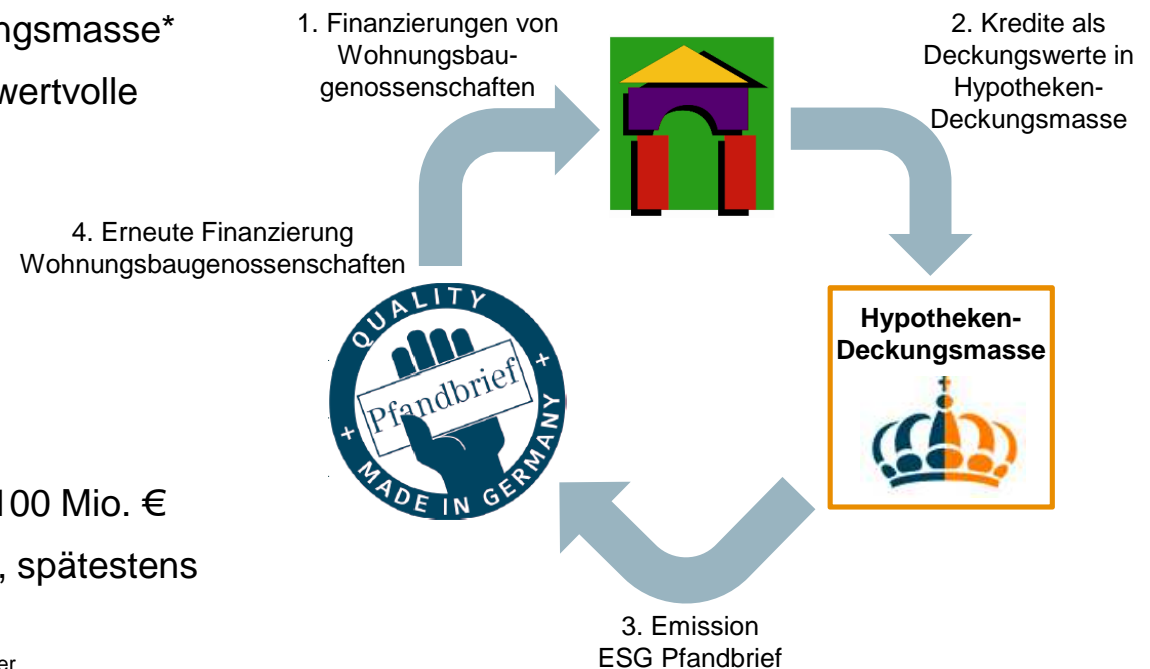 ngsmasse*
wertvolle
100 Mio. €
, spätestens
er
1. Finanzierungen von
Wohnungsbau-
genossenschaften
2. Kredite als
Deckungswerte in
Hypotheken-
Deckungsmasse
4. Erneute Finanzierung
Wohnungsbaugenossenschaften
QUALITY
Pfandbrief
+ MADE IN GERMANY +
Hypotheken-
Deckungsmasse
3. Emission
ESG Pfandbrief